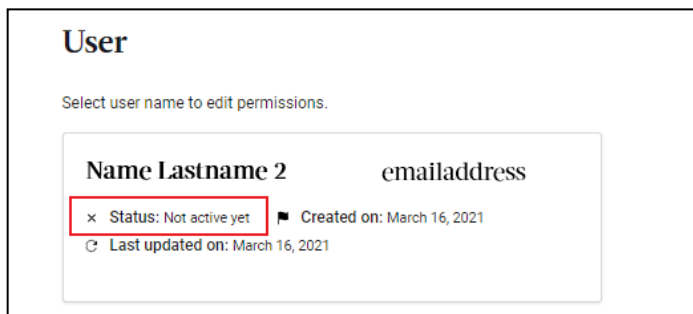 User
Select user name to edit permissions.
Name Lastname 2 emailaddress
× Status: Not active yet Created on: March 16, 2021
Last updated on: March 16, 2021